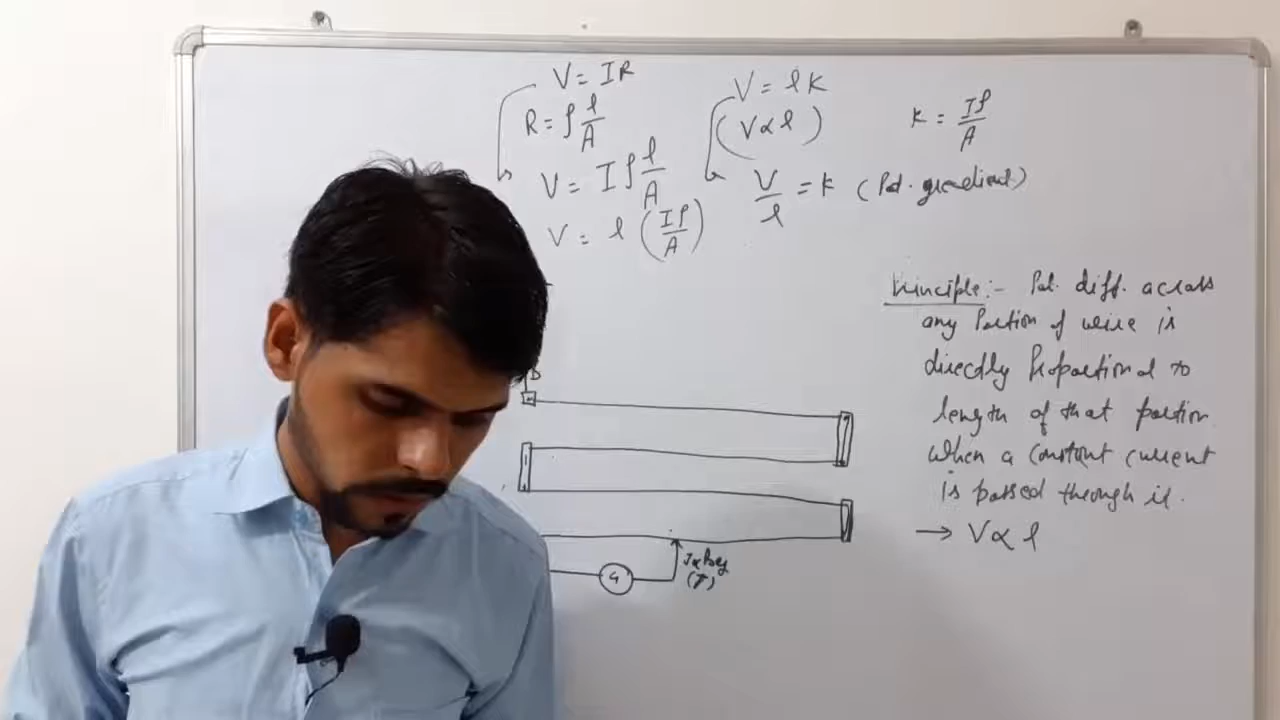 V = IR
R = ρ l/A
V = Iρ l/A
V = l (Iρ/A)
V = lK
(V ∝ l)
V/l = K (Pot. gradient)
K = Iρ/A
Principle:- Pot. diff. across
any Portion of wire is
directly Proportional to
length of that portion
when a constant current
is passed through it.
→ V ∝ l
B
G
Jockey
(J)